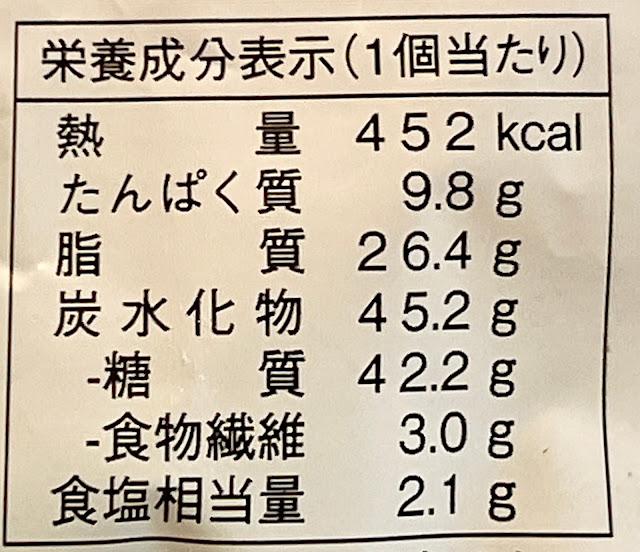 栄養成分表示(1個当たり)
熱量 452 kcal
たんぱく質 9.8 g
脂質 26.4 g
炭水化物 45.2 g
-糖質 42.2 g
-食物繊維 3.0 g
食塩相当量 2.1 g